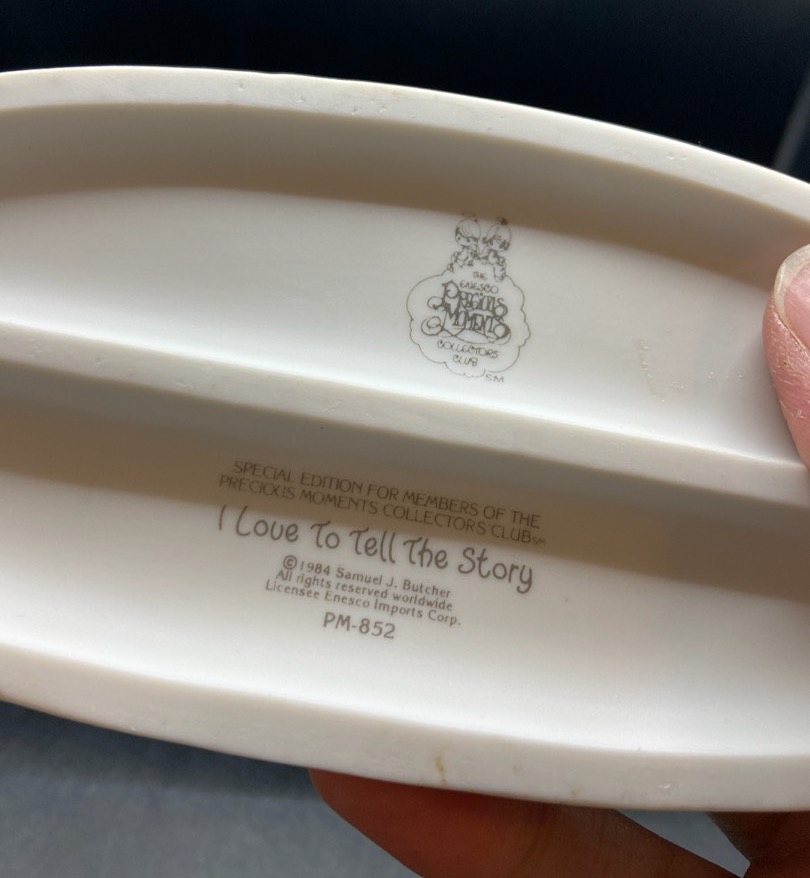 THE
ENESCO
PRECIOUS
MOMENTS
COLLECTORS
CLUB
SM
SPECIAL EDITION FOR MEMBERS OF THE
PRECIOUS MOMENTS COLLECTORS CLUB SM
I Love To Tell The Story
©1984 Samuel J. Butcher
All rights reserved worldwide
Licensee Enesco Imports Corp.
PM-852